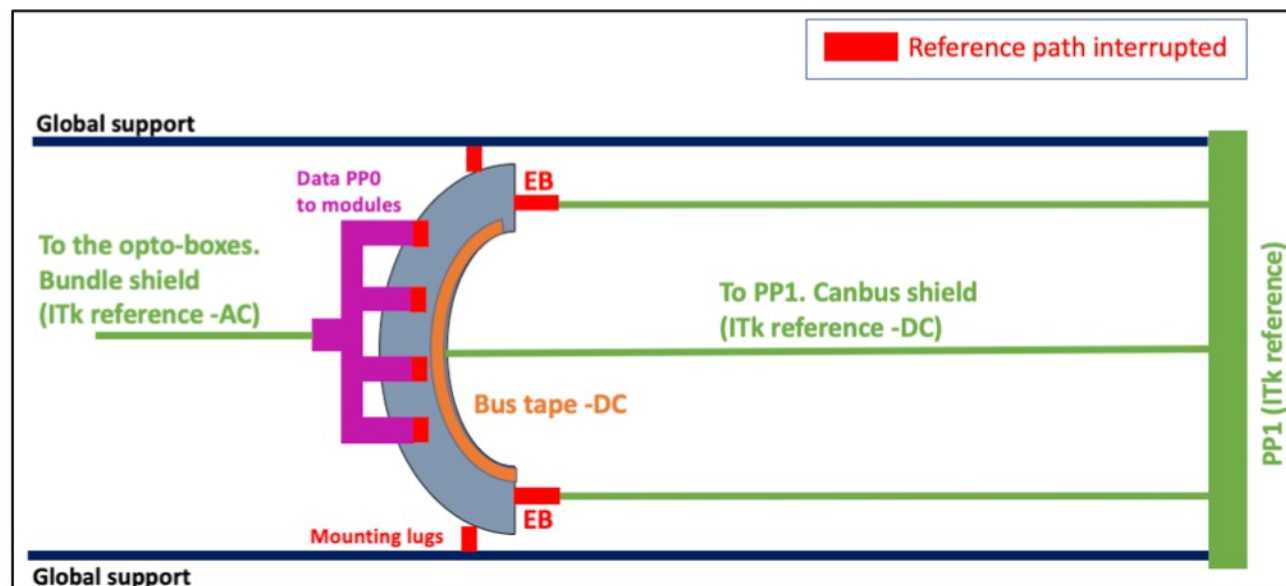 Reference path interrupted
Global support
Data PP0
to modules
EB
To the opto-boxes.
Bundle shield
(ITk reference -AC)
To PP1. Canbus shield
(ITk reference -DC)
Bus tape -DC
PP1 (ITk reference)
EB
Mounting lugs
Global support